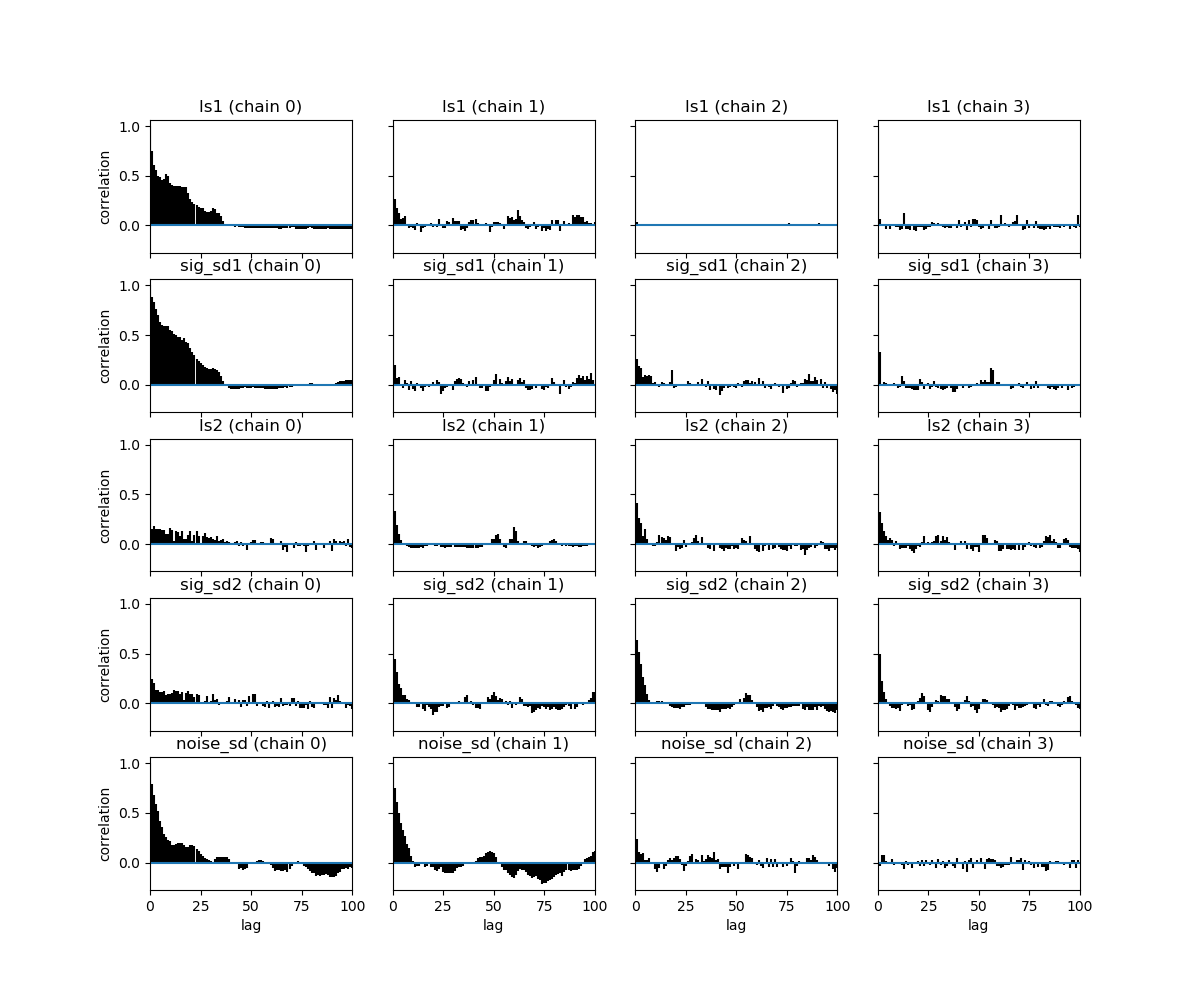 ls1 (chain 0) ls1 (chain 1) ls1 (chain 2) ls1 (chain 3)
1.0
0.5
0.0
correlation
sig_sd1 (chain 0) sig_sd1 (chain 1) sig_sd1 (chain 2) sig_sd1 (chain 3)
1.0
0.5
0.0
correlation
ls2 (chain 0) ls2 (chain 1) ls2 (chain 2) ls2 (chain 3)
1.0
0.5
0.0
correlation
sig_sd2 (chain 0) sig_sd2 (chain 1) sig_sd2 (chain 2) sig_sd2 (chain 3)
1.0
0.5
0.0
correlation
noise_sd (chain 0) noise_sd (chain 1) noise_sd (chain 2) noise_sd (chain 3)
1.0
0.5
0.0
correlation
0 25 50 75 100 0 25 50 75 100 0 25 50 75 100 0 25 50 75 100
lag lag lag lag